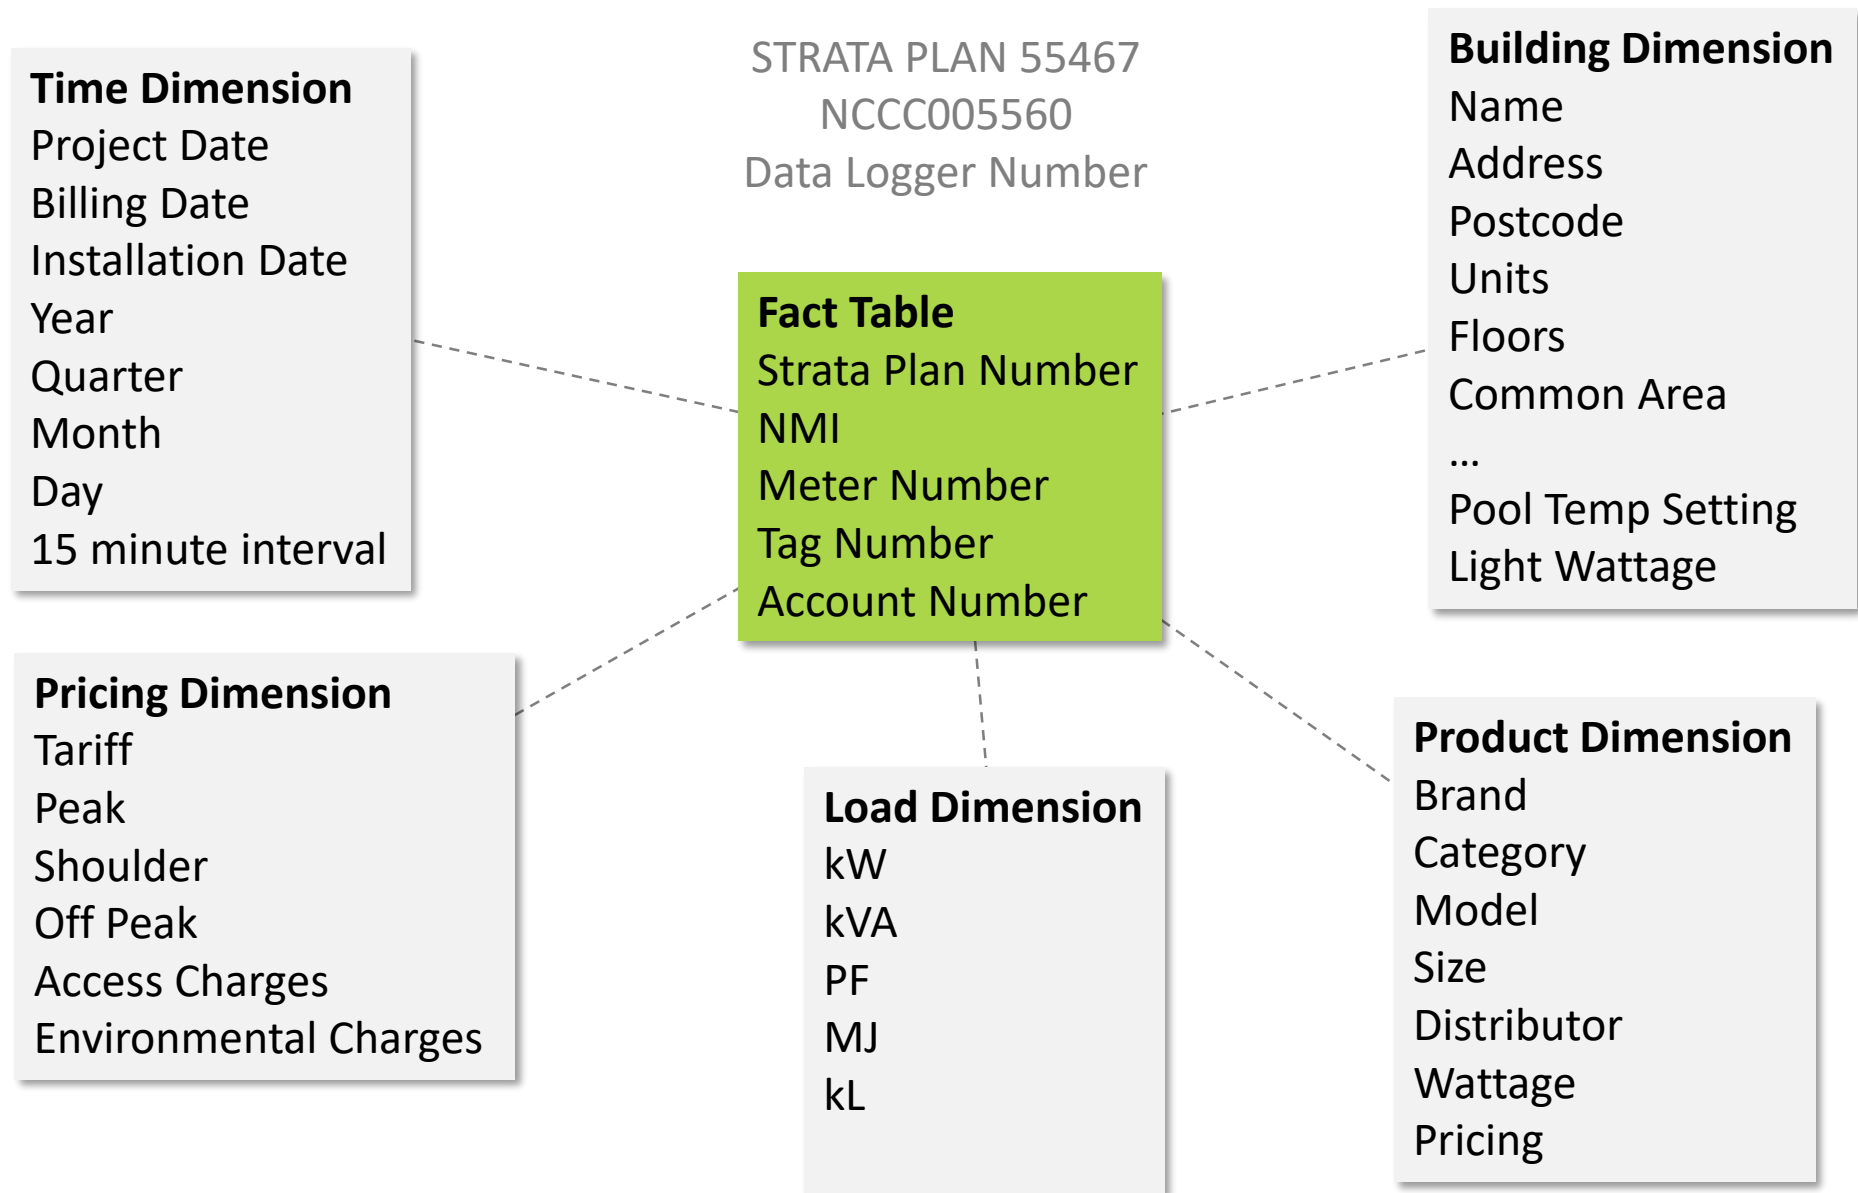 STRATA PLAN 55467
NCCC005560
Data Logger Number
Time Dimension
Project Date
Billing Date
Installation Date
Year
Quarter
Month
Day
15 minute interval
Fact Table
Strata Plan Number
NMI
Meter Number
Tag Number
Account Number
Building Dimension
Name
Address
Postcode
Units
Floors
Common Area
...
Pool Temp Setting
Light Wattage
Pricing Dimension
Tariff
Peak
Shoulder
Off Peak
Access Charges
Environmental Charges
Load Dimension
kW
kVA
PF
MJ
kL
Product Dimension
Brand
Category
Model
Size
Distributor
Wattage
Pricing